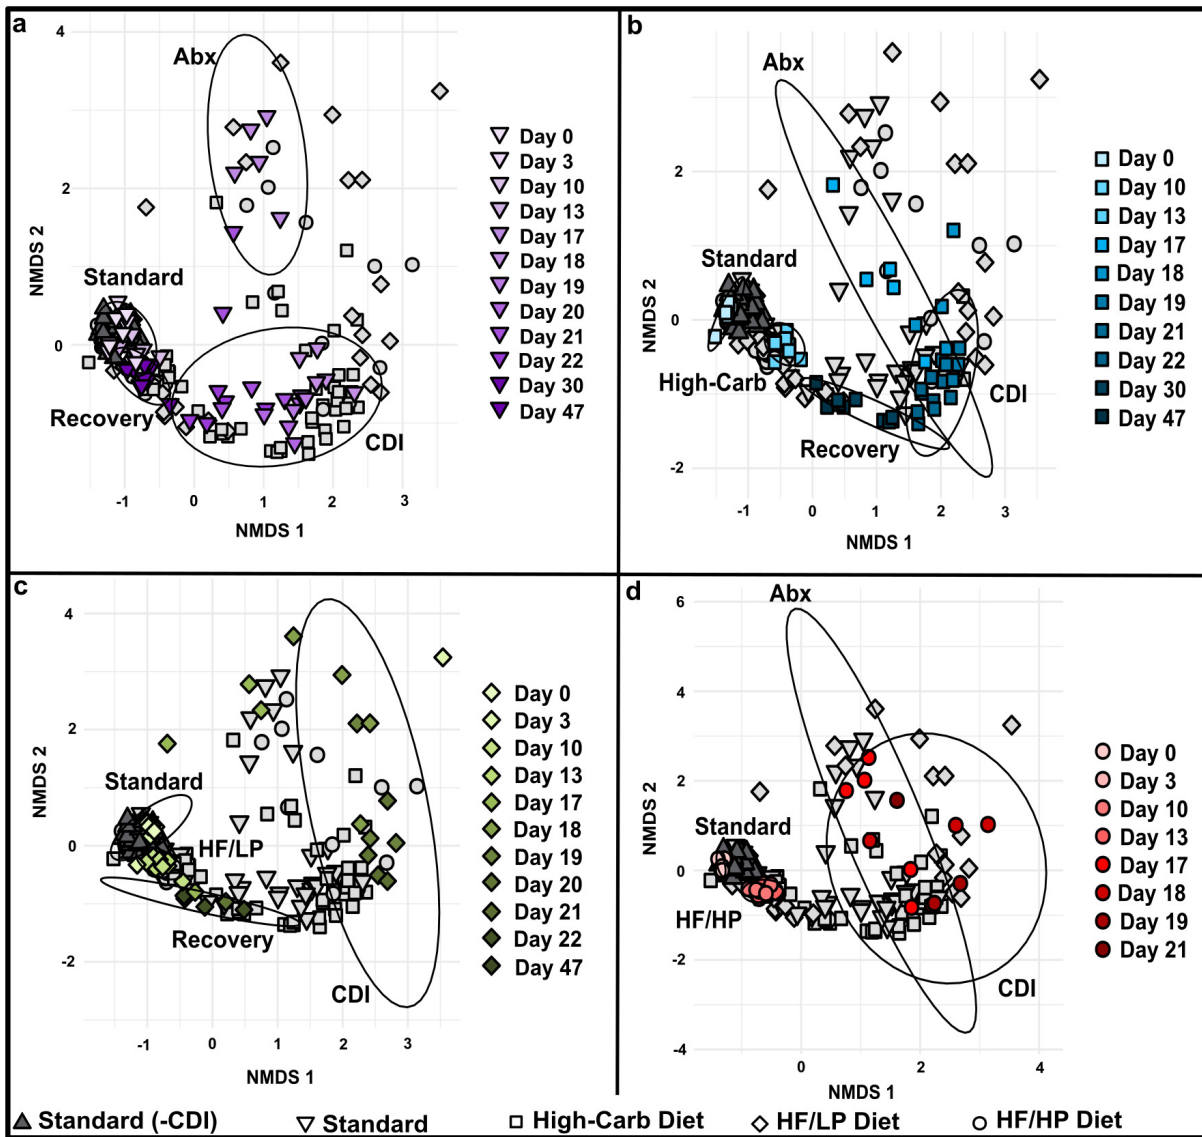 a
4
2
0
-1
0
1
2
3
NMDS 1
NMDS 2
Abx
Standard
Recovery
CDI
Day 0
Day 3
Day 10
Day 13
Day 17
Day 18
Day 19
Day 20
Day 21
Day 22
Day 30
Day 47
b
2
0
-2
-1
0
1
2
3
NMDS 1
NMDS 2
Abx
Standard
High-Carb
CDI
Recovery
Day 0
Day 10
Day 13
Day 17
Day 18
Day 19
Day 21
Day 22
Day 30
Day 47
c
4
2
0
-2
-1
0
1
2
3
NMDS 1
NMDS 2
Standard
HF/LP
Recovery
CDI
Day 0
Day 3
Day 10
Day 13
Day 17
Day 18
Day 19
Day 20
Day 21
Day 22
Day 47
d
6
4
2
0
-2
-4
0
2
4
NMDS 1
NMDS 2
Abx
Standard
HF/HP
CDI
Day 0
Day 3
Day 10
Day 13
Day 17
Day 18
Day 19
Day 21
Standard (-CDI)
Standard
High-Carb Diet
HF/LP Diet
HF/HP Diet